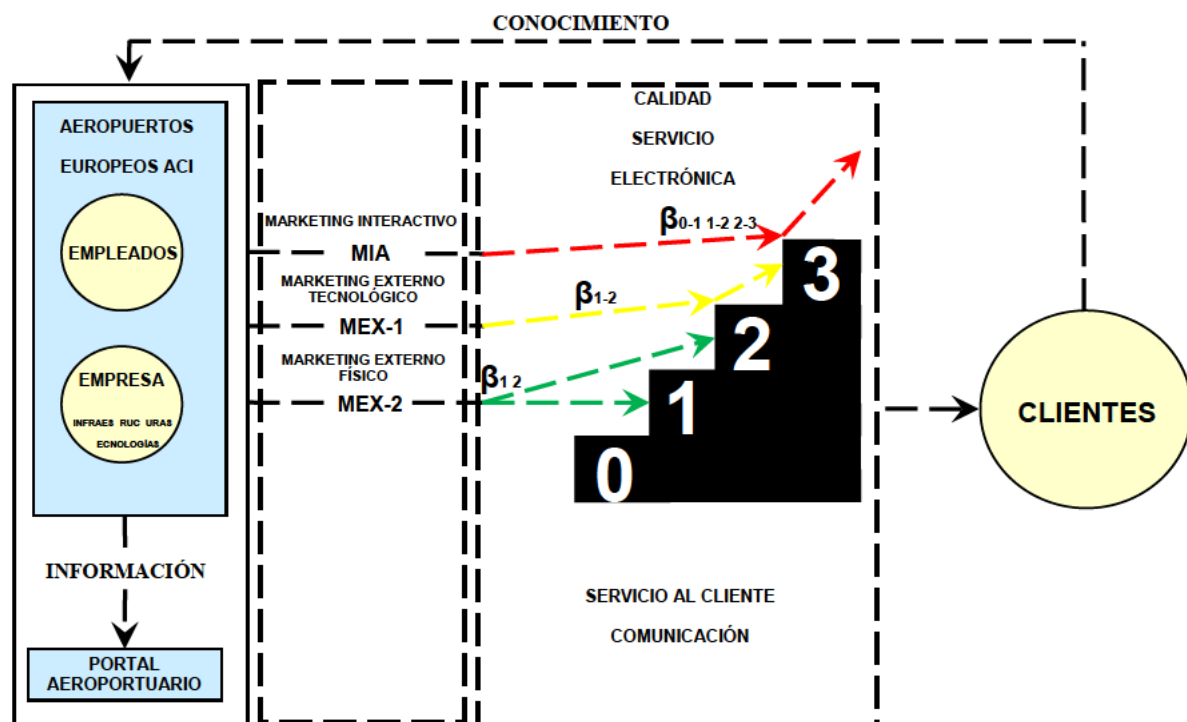 CONOCIMIENTO
AEROPUERTOS
EUROPEOS ACI
EMPLEADOS
EMPRESA
INFRAES RUC URAS
ECNOLOGÍAS
INFORMACIÓN
PORTAL
AEROPORTUARIO
MARKETING INTERACTIVO
MIA
MARKETING EXTERNO
TECNOLÓGICO
MEX-1
MARKETING EXTERNO
FÍSICO
MEX-2
CALIDAD
SERVICIO
ELECTRÓNICA
β0-1 1-2 2-3
β1-2
β1 2
3
2
1
0
SERVICIO AL CLIENTE
COMUNICACIÓN
CLIENTES